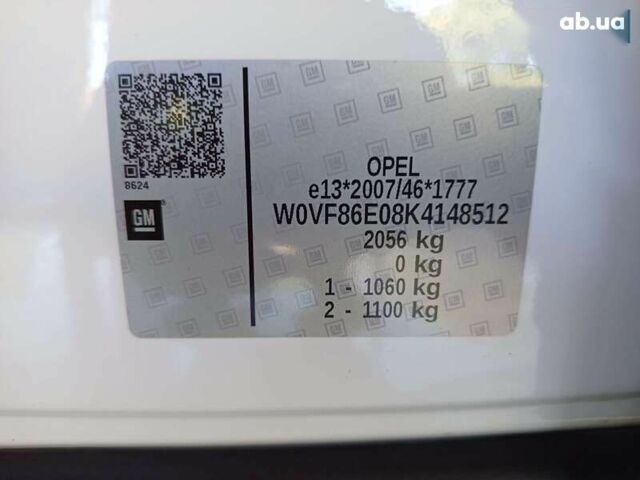 ab.ua
8624
GM
®
OPEL
e13*2007/46*1777
W0VF86E08K4148512
2056 kg
0 kg
1 - 1060 kg
2 - 1100 kg